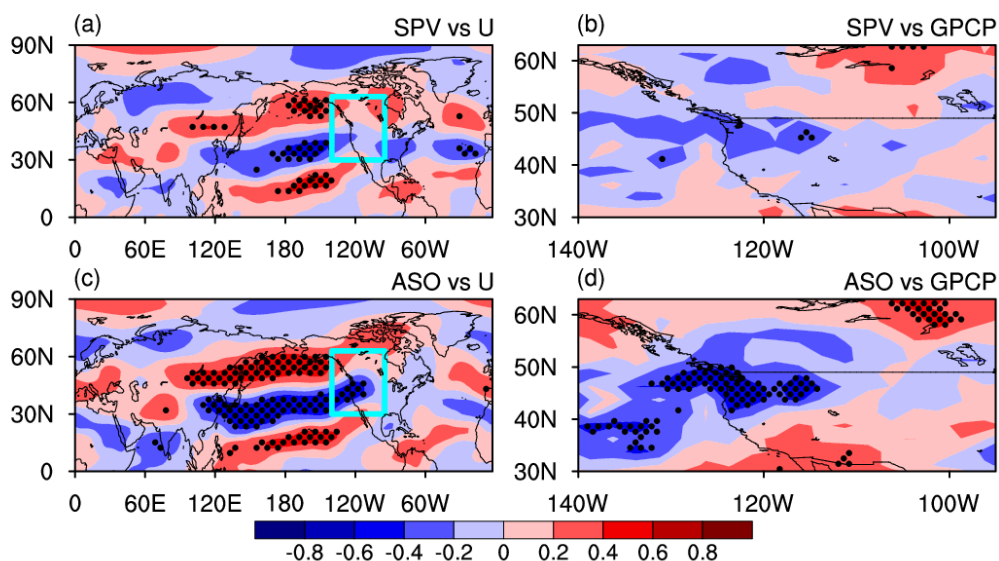 (a) SPV vs U
(b) SPV vs GPCP
90N
60N
30N
0
0 60E 120E 180 120W 60W
60N
50N
40N
30N
140W 120W 100W
(c) ASO vs U
(d) ASO vs GPCP
90N
60N
30N
0
0 60E 120E 180E 120W 60W
60N
50N
40N
30N
140W 120W 100W
-0.8 -0.6 -0.4 -0.2 0 0.2 0.4 0.6 0.8